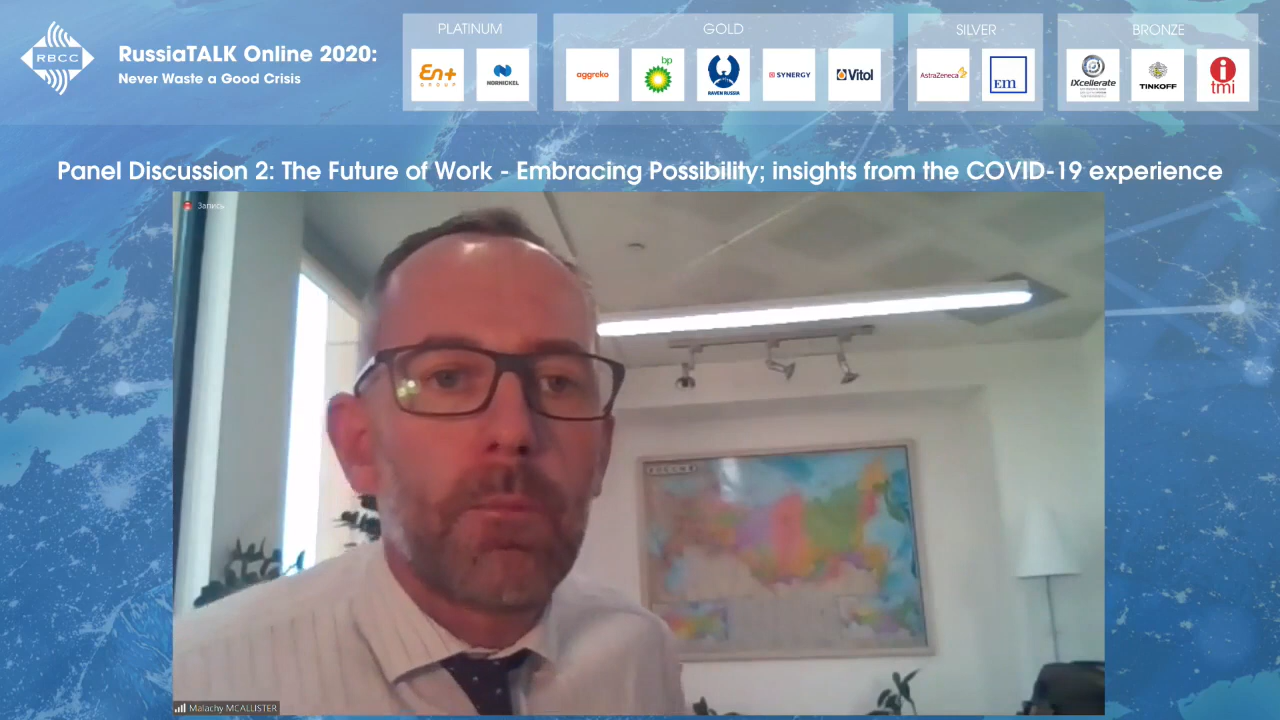 RBCC
RussiaTALK Online 2020:
Never Waste a Good Crisis
PLATINUM
GOLD
SILVER
BRONZE
En+
GROUP
NORNICKEL
aggreko
bp
RAVEN RUSSIA
SYNERGY
Vitol
AstraZeneca
em
IXcellerate
TINKOFF
tmi
Panel Discussion 2: The Future of Work - Embracing Possibility; insights from the COVID-19 experience
Запись
РОССИЯ
Malachy MCALLISTER